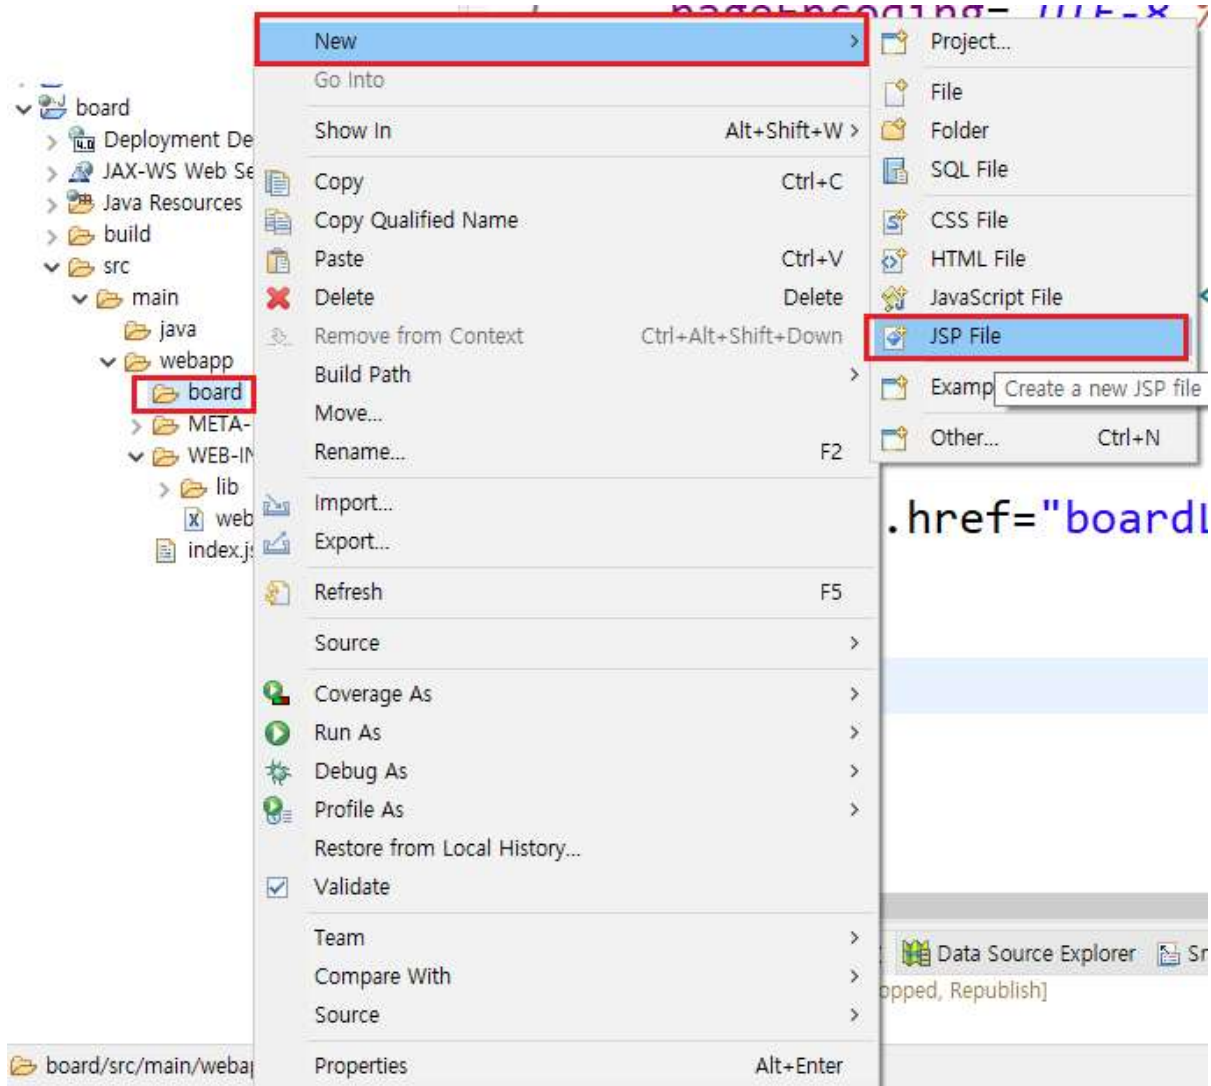 pageEncoding="UTF-8"
board
Deployment De
JAX-WS Web Se
Java Resources
build
src
main
java
webapp
board
META-
WEB-IN
lib
web
index.js
board/src/main/webap
New
Go Into
Show In Alt+Shift+W
Copy Ctrl+C
Copy Qualified Name
Paste Ctrl+V
Delete Delete
Remove from Context Ctrl+Alt+Shift+Down
Build Path
Move...
Rename... F2
Import...
Export...
Refresh F5
Source
Coverage As
Run As
Debug As
Profile As
Restore from Local History...
Validate
Team
Compare With
Source
Properties Alt+Enter
Project...
File
Folder
SQL File
CSS File
HTML File
JavaScript File
JSP File
Examp
Create a new JSP file
Other... Ctrl+N
.href="boardL
Data Source Explorer Sn
opped, Republish]